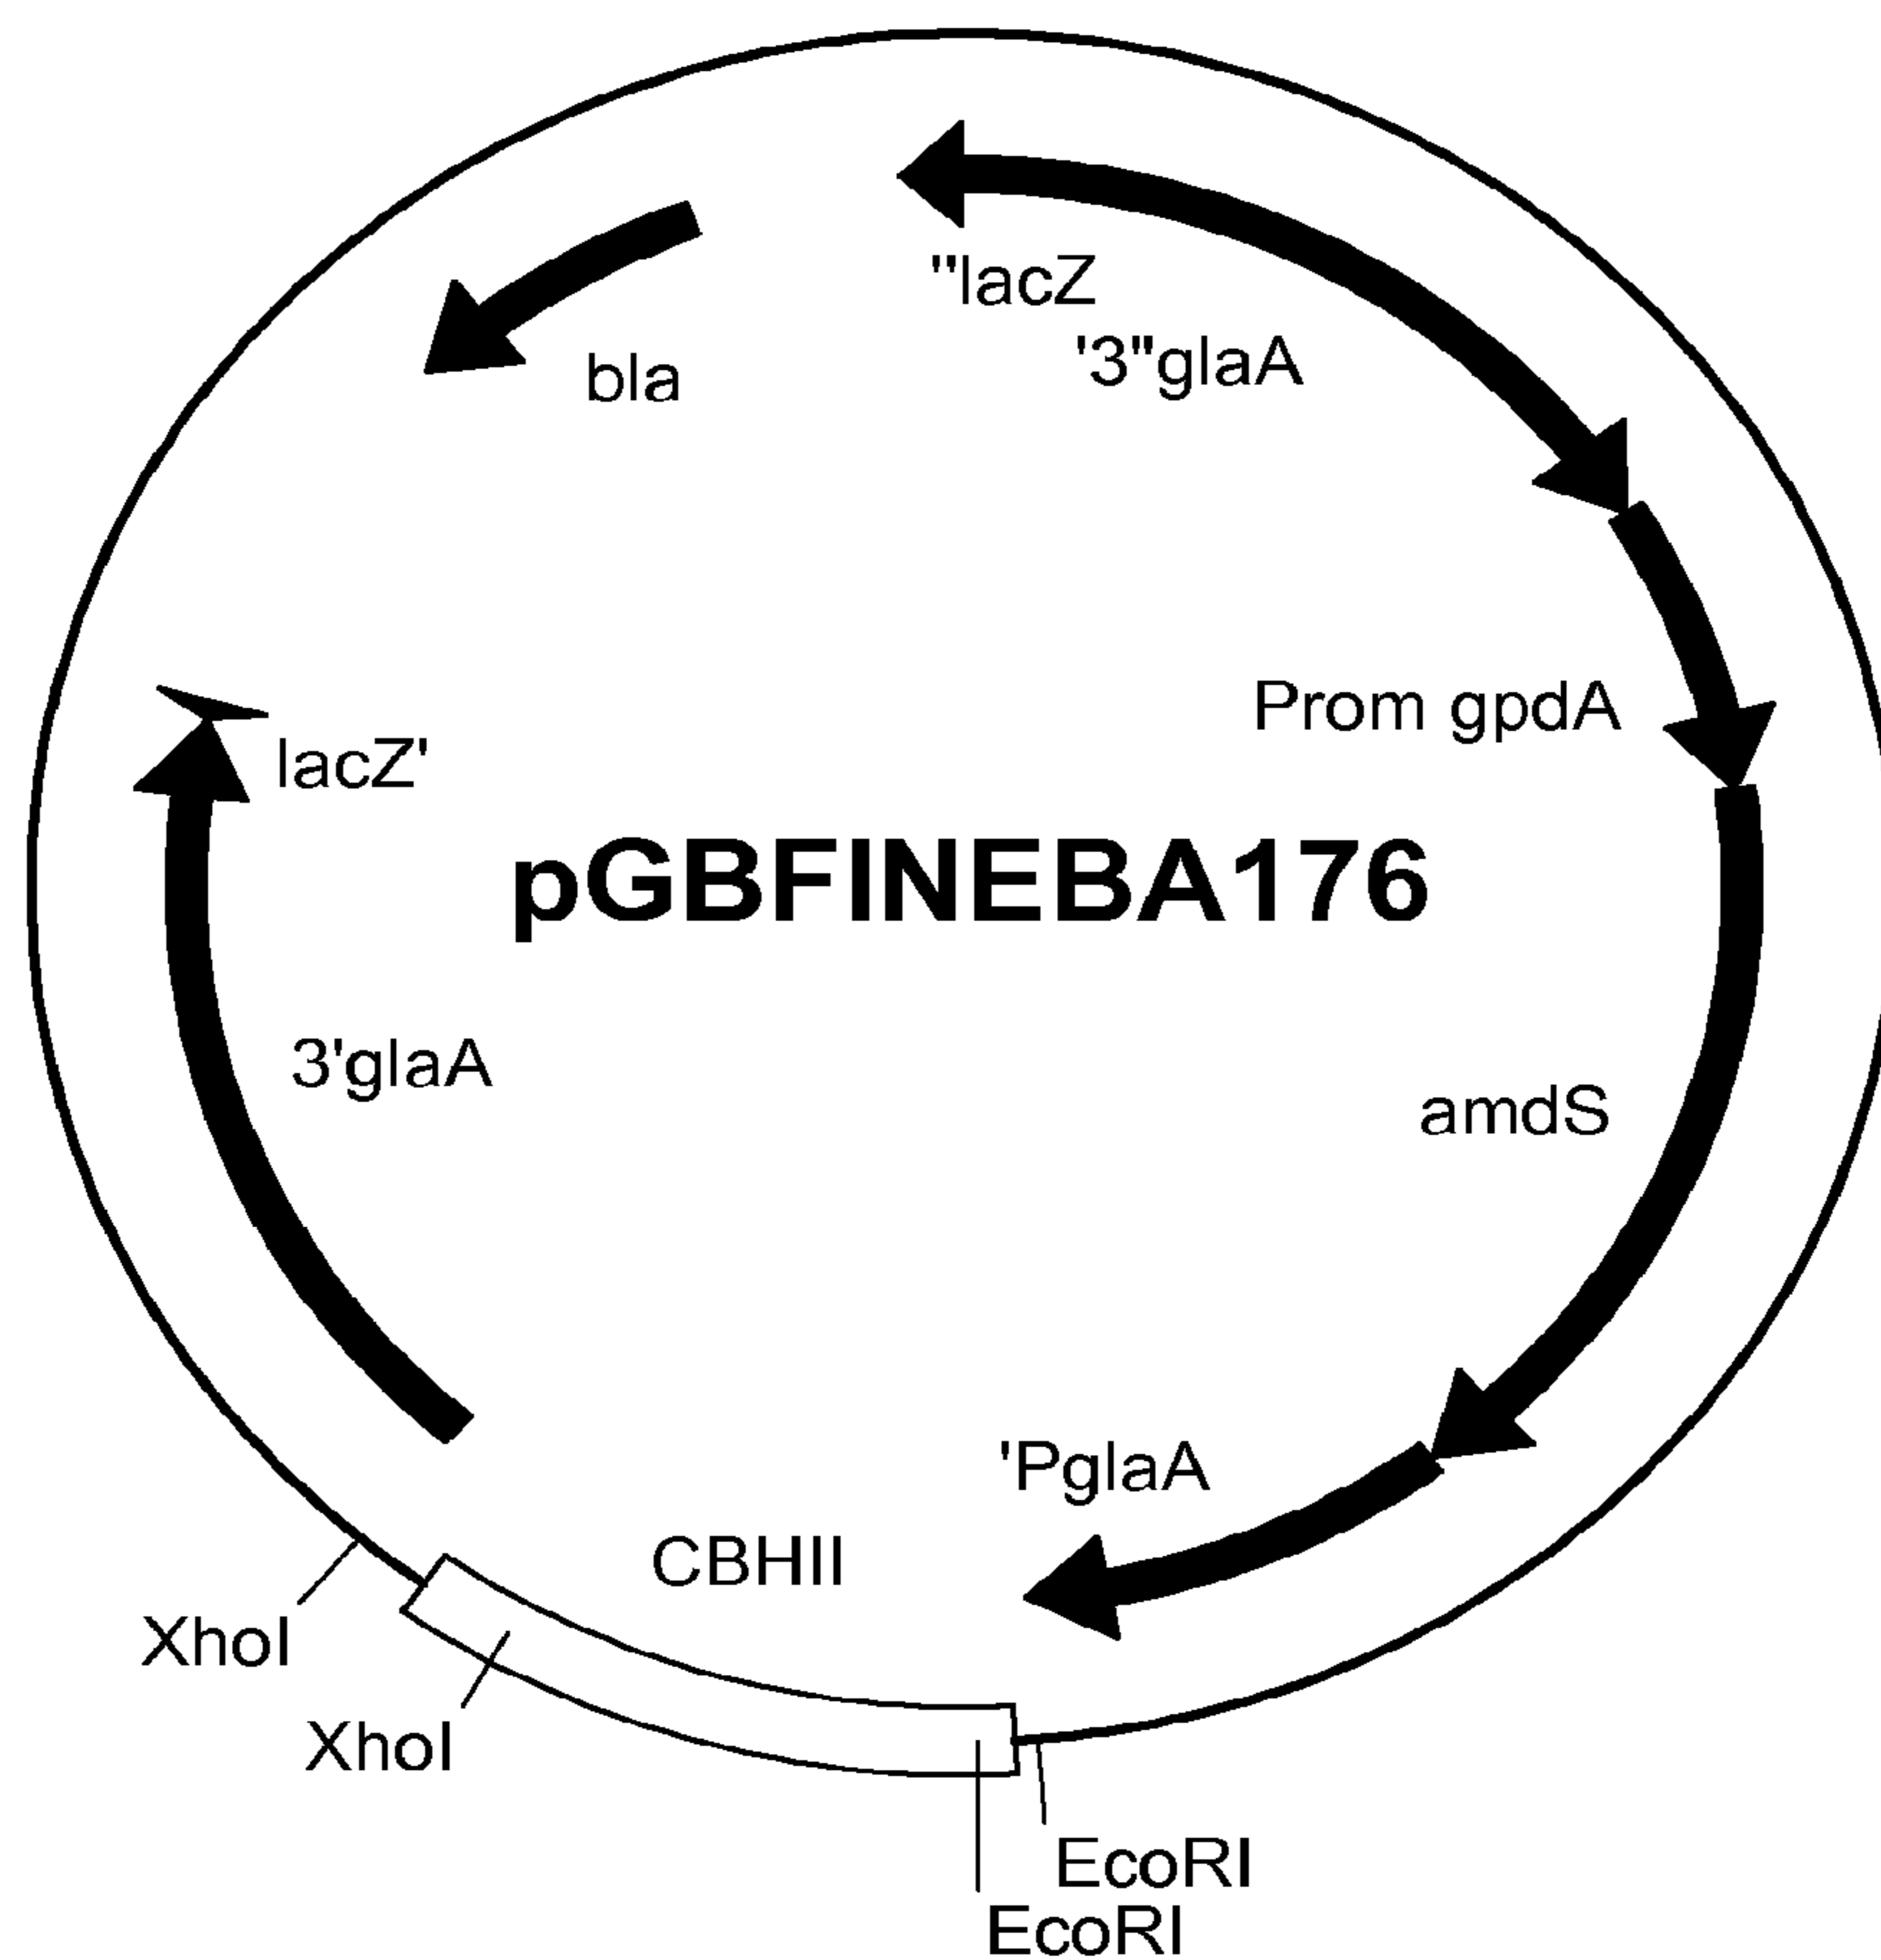 "lacZ
'3"glaA
bla
Prom gpdA
lacZ'
pGBFINEBA176
3'glaA
amdS
'PglaA
CBHII
XhoI
XhoI
EcoRI
EcoRI